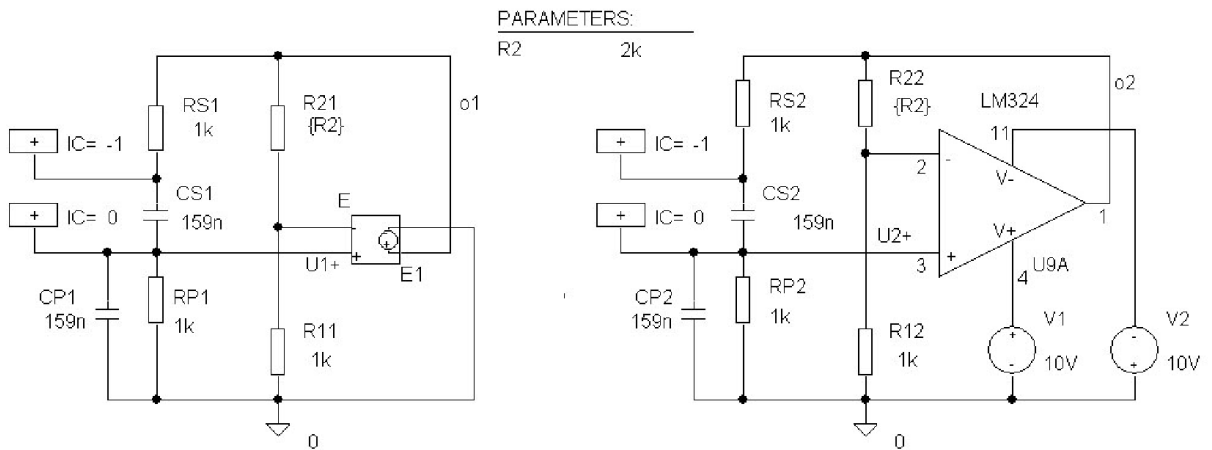 PARAMETERS:
R2 2k
RS1
1k
R21
{R2}
o1
IC= -1
CS1
159n
IC= 0
E
-
+
+
U1+
E1
CP1
159n
RP1
1k
R11
1k
0
+
+
RS2
1k
R22
{R2}
LM324
o2
11
IC= -1
2
-
V-
CS2
159n
IC= 0
1
U2+
V+
3
+
U9A
4
CP2
159n
RP2
1k
R12
1k
V1
+
-
10V
V2
-
+
10V
0
+
+